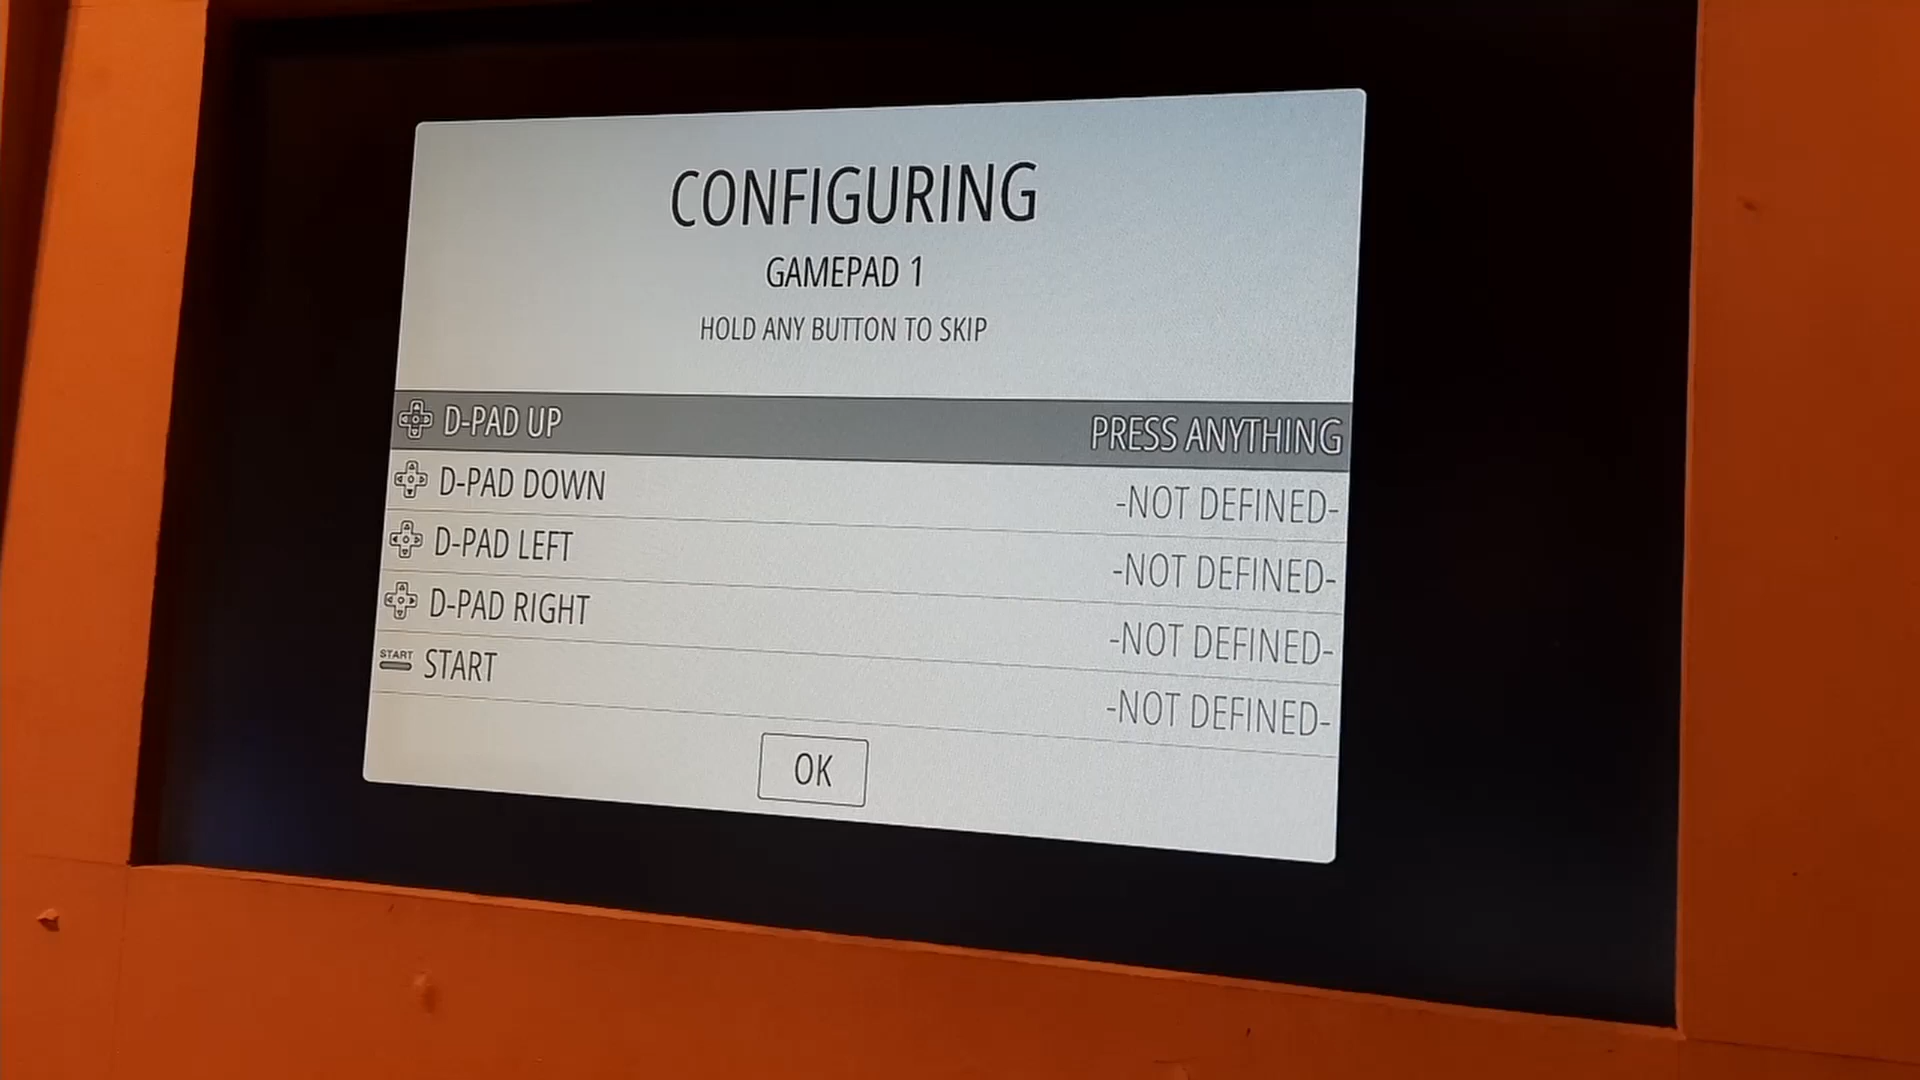 CONFIGURING
GAMEPAD 1
HOLD ANY BUTTON TO SKIP
D-PAD UP PRESS ANYTHING
D-PAD DOWN -NOT DEFINED-
D-PAD LEFT -NOT DEFINED-
D-PAD RIGHT -NOT DEFINED-
START START -NOT DEFINED-
OK